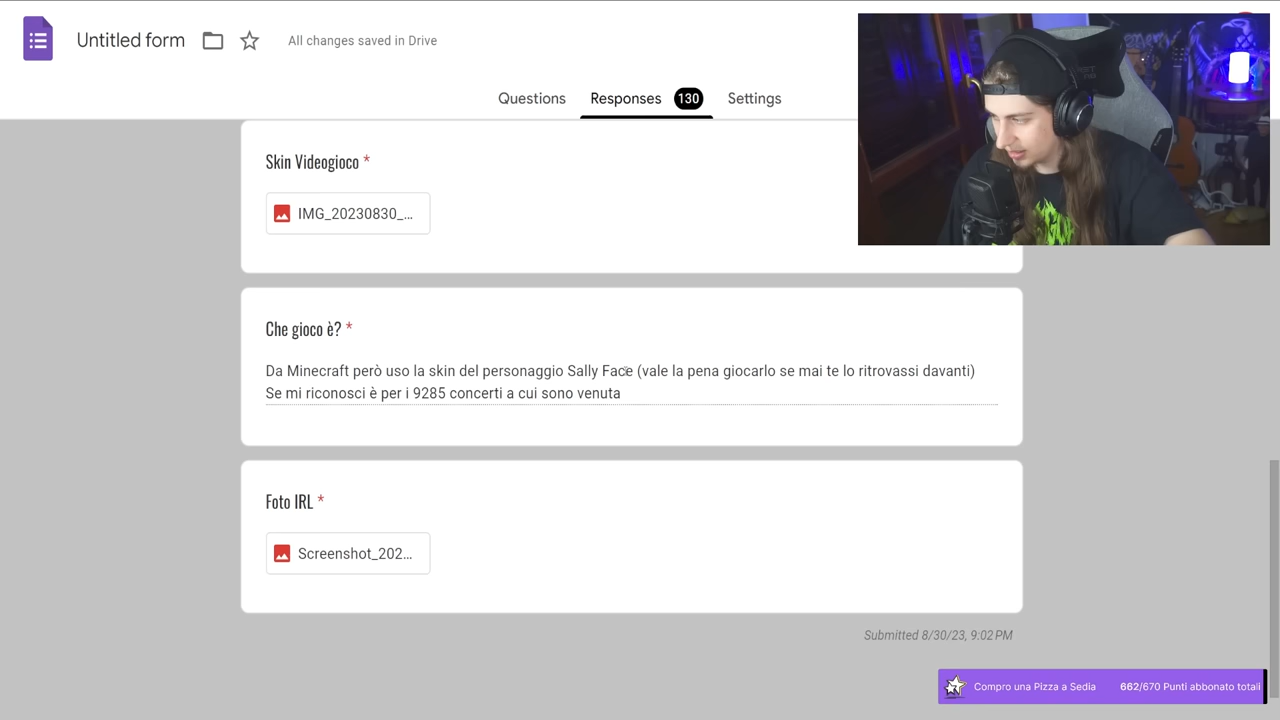 Untitled form
All changes saved in Drive
Questions
Responses
130
Settings
Skin Videogioco *
IMG_20230830_...
Che gioco è? *
Da Minecraft però uso la skin del personaggio Sally Face (vale la pena giocarlo se mai te lo ritrovassi davanti)
Se mi riconosci è per i 9285 concerti a cui sono venuta
Foto IRL *
Screenshot_202...
Submitted 8/30/23, 9:02 PM
Compro una Pizza a Sedia
662/670 Punti abbonato totali